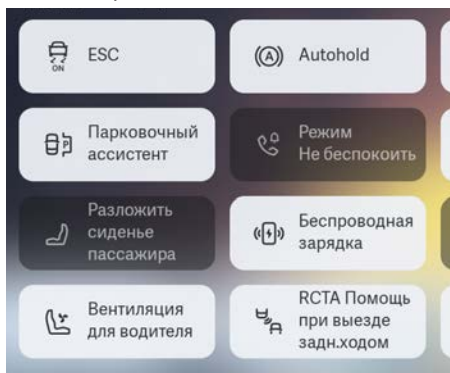 ON
ESC
(A) Autohold
P
Парковочный
ассистент
Режим
Не беспокоить
Разложить
сиденье
пассажира
Беспроводная
зарядка
Вентиляция
для водителя
RCTA Помощь
при выезде
задн.ходом